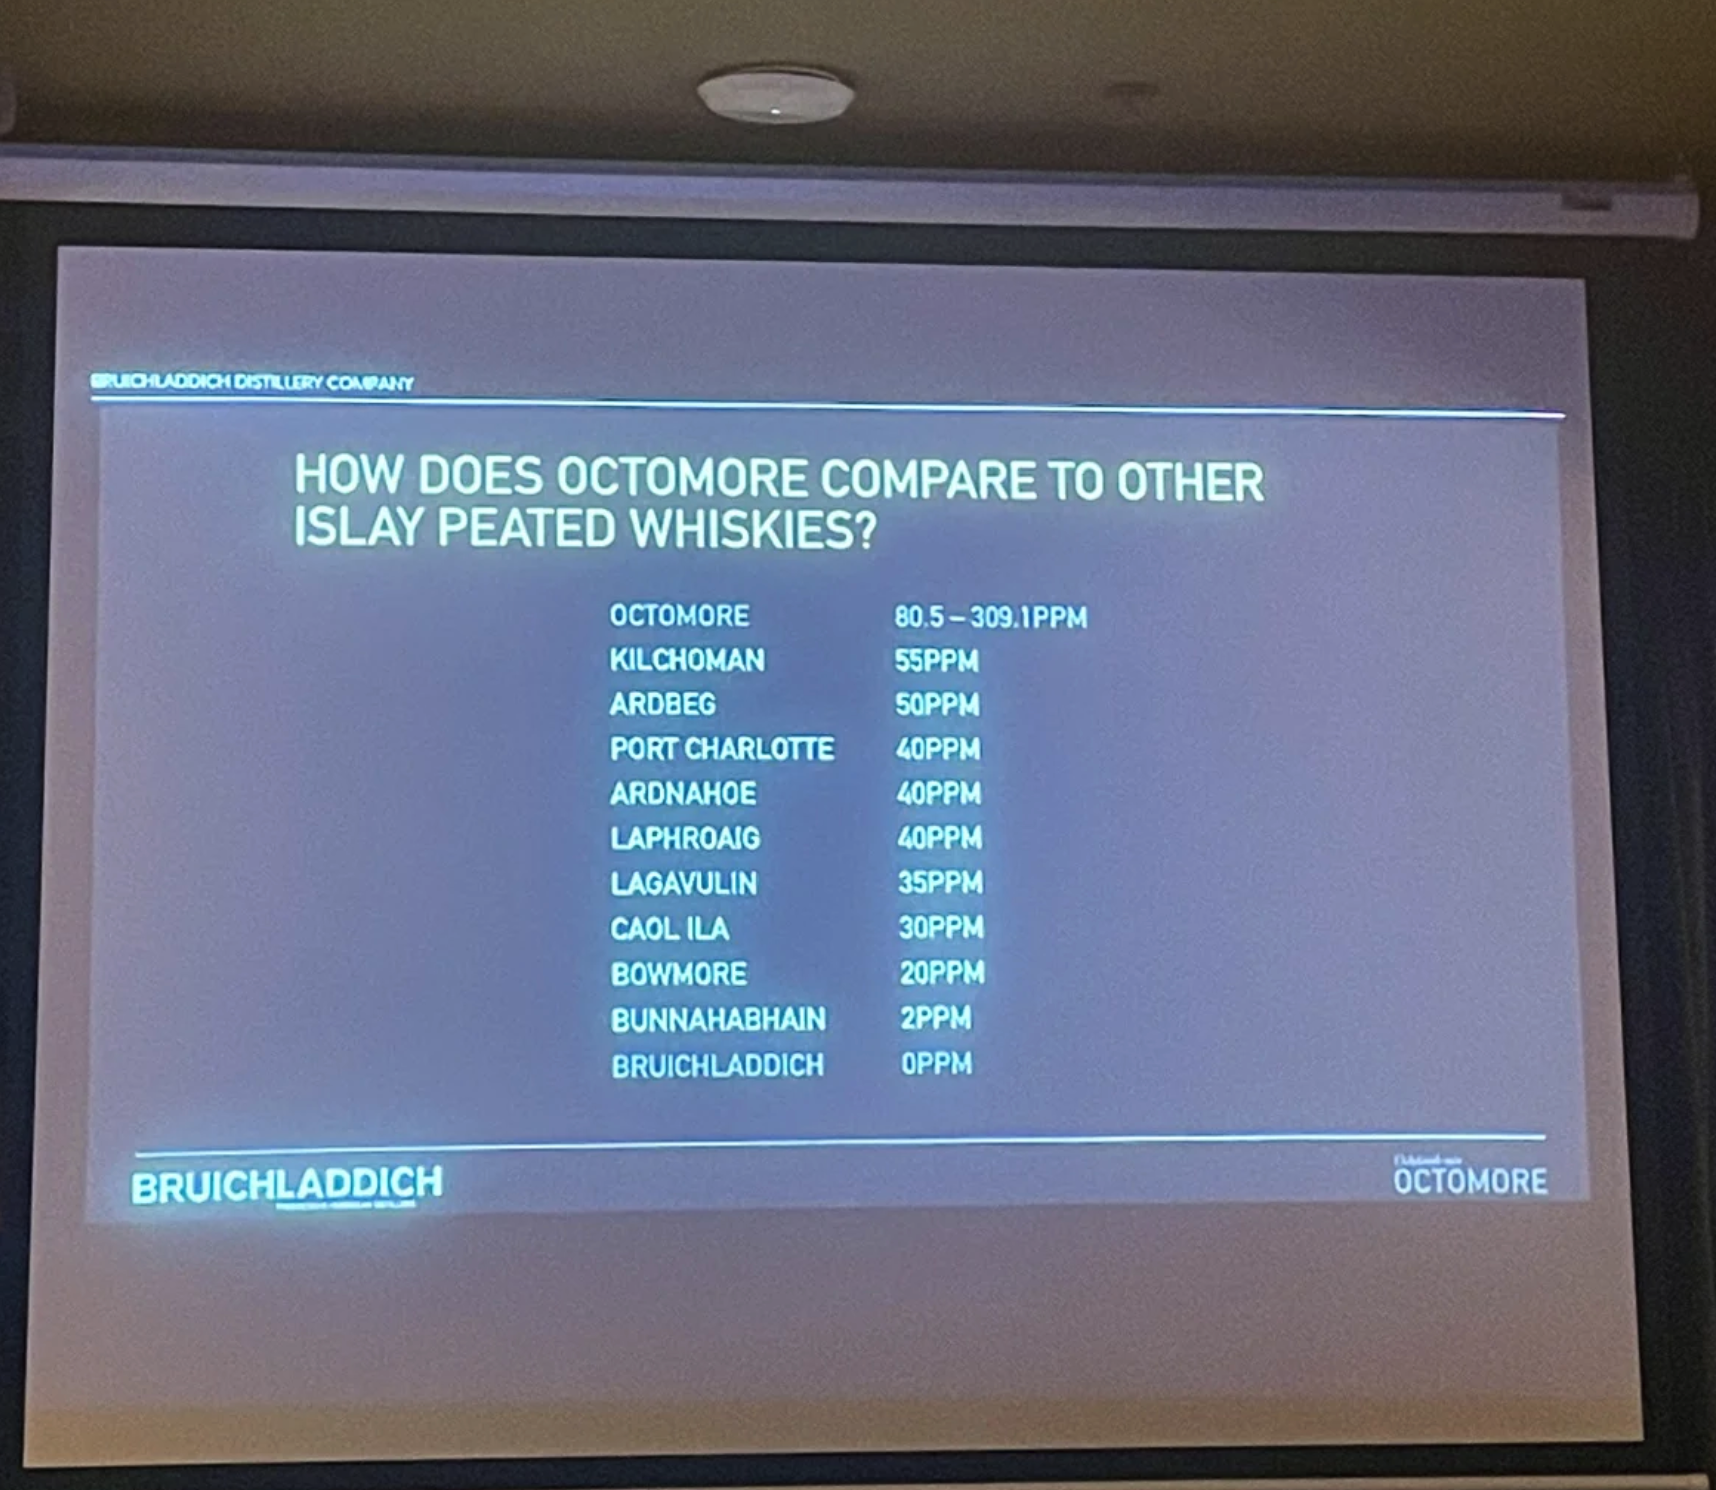 BRUICHLADDICH DISTILLERY COMPANY
HOW DOES OCTOMORE COMPARE TO OTHER
ISLAY PEATED WHISKIES?
OCTOMORE 80.5 – 309.1PPM
KILCHOMAN 55PPM
ARDBEG 50PPM
PORT CHARLOTTE 40PPM
ARDNAHOE 40PPM
LAPHROAIG 40PPM
LAGAVULIN 35PPM
CAOL ILA 30PPM
BOWMORE 20PPM
BUNNAHABHAIN 2PPM
BRUICHLADDICH 0PPM
BRUICHLADDICH
OCTOMORE